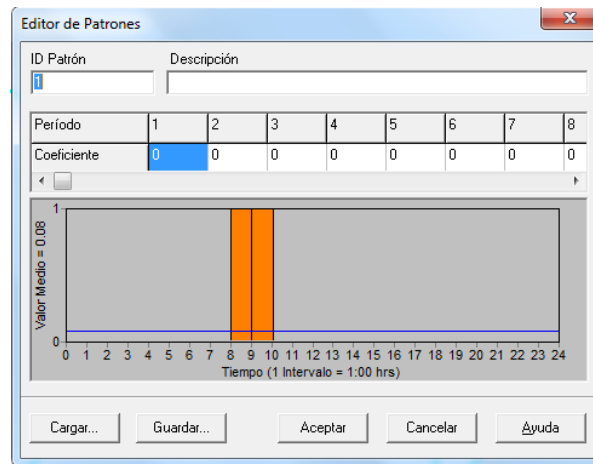 Editor de Patrones
x
ID Patrón Descripción
1
Período 1 2 3 4 5 6 7 8
Coeficiente 0 0 0 0 0 0 0 0
1
Valor Medio = 0.08
0
0 1 2 3 4 5 6 7 8 9 10 11 12 13 14 15 16 17 18 19 20 21 22 23 24
Tiempo (1 Intervalo = 1:00 hrs)
Cargar... Guardar... Aceptar Cancelar Ayuda